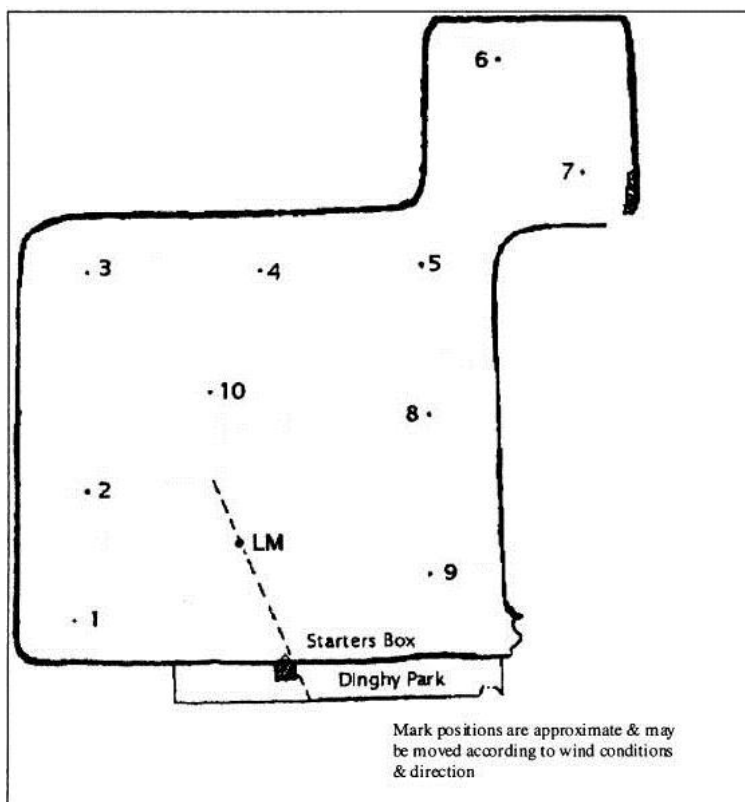 6
7
3
4
5
10
8
2
LM
9
1
Starters Box
Dinghy Park
Mark positions are approximate & may
be moved according to wind conditions
& direction